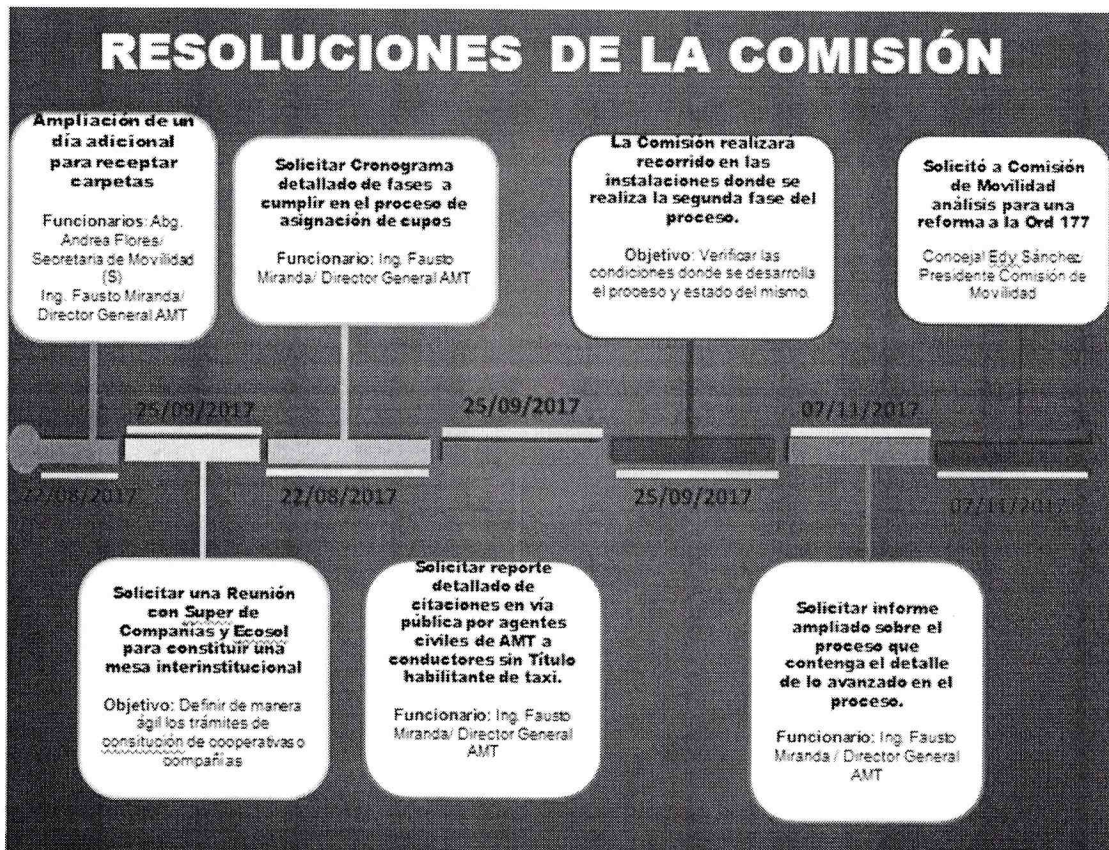 RESOLUCIONES DE LA COMISIÓN
Ampliación de un
día adicional
para receptar
carpetas
Funcionarios: Abg.
Andrea Flores/
Secretaria de Movilidad
(S)
Ing. Fausto Miranda/
Director General AMT
Solicitar Cronograma
detallado de fases a
cumplir en el proceso de
asignación de cupos
Funcionario: Ing. Fausto
Miranda/ Director General AMT
La Comisión realizará
recorrido en las
instalaciones donde se
realiza la segunda fase del
proceso.
Objetivo: Verificar las
condiciones donde se desarrolla
el proceso y estado del mismo.
Solicitó a Comisión
de Movilidad
análisis para una
reforma a la Ord 177
Concejal Edy Sánchez/
Presidente Comisión de
Movilidad
25/09/2017
25/09/2017
07/11/2017
22/08/2017
22/08/2017
25/09/2017
07/11/2017
Solicitar una Reunión
con Super de
Compañías y Ecosol
para constituir una
mesa interinstitucional
Objetivo: Definir de manera
ágil los trámites de
consitución de cooperativas o
compañías
Solicitar reporte
detallado de
citaciones en vía
pública por agentes
civiles de AMT a
conductores sin Título
habilitante de taxi.
Funcionario: Ing. Fausto
Miranda/ Director General
AMT
Solicitar informe
ampliado sobre el
proceso que
contenga el detalle
de lo avanzado en el
proceso.
Funcionario: Ing. Fausto
Miranda / Director General
AMT